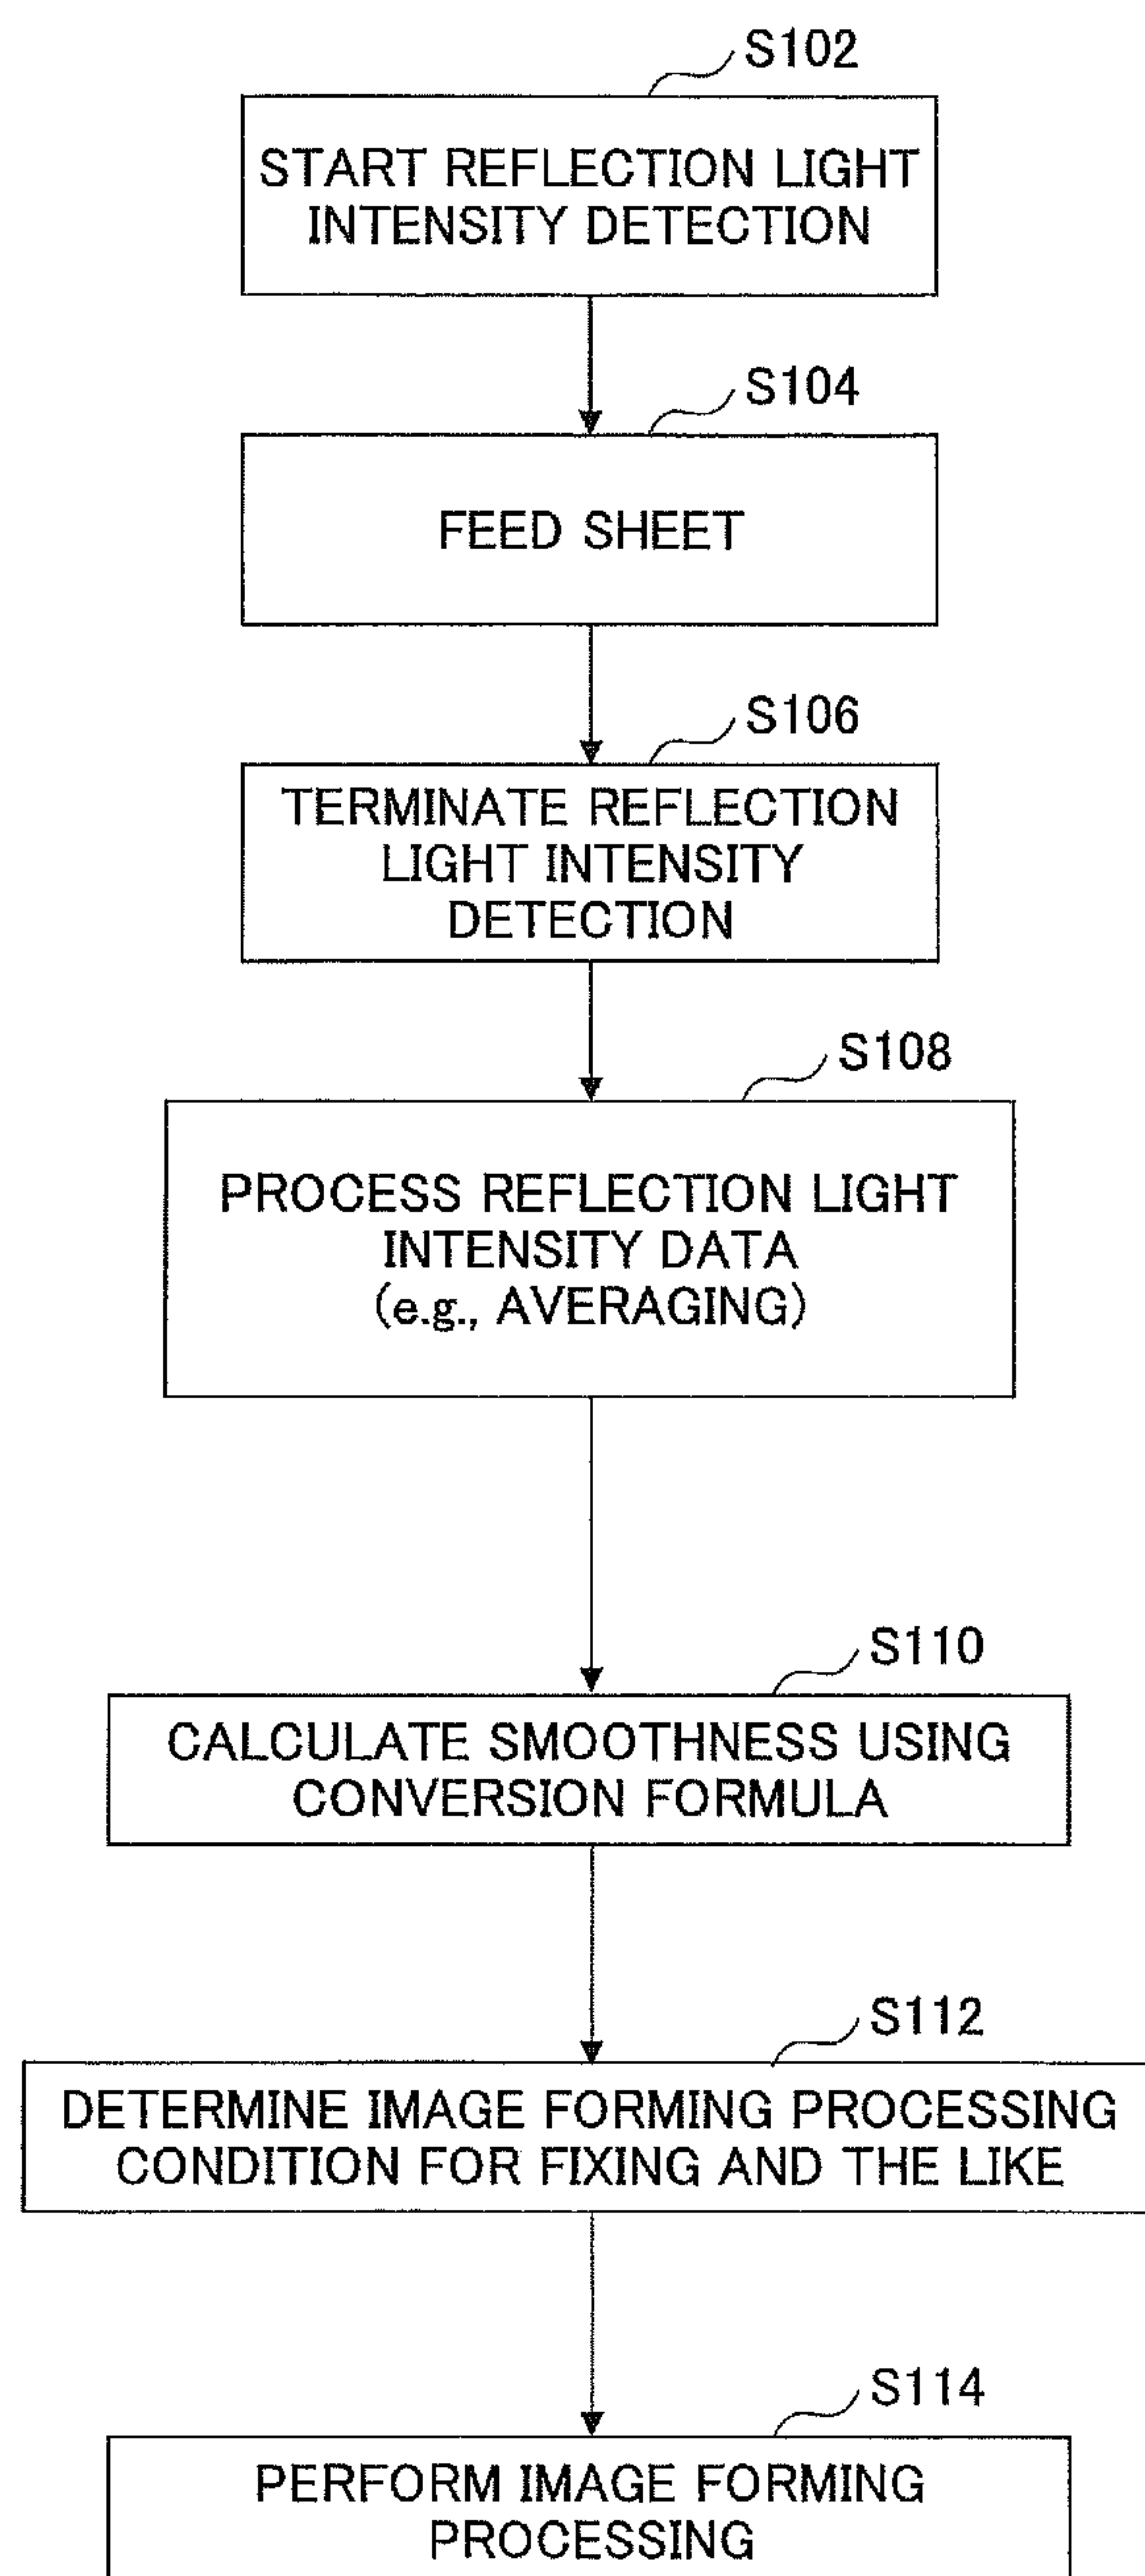 S102
START REFLECTION LIGHT
INTENSITY DETECTION
S104
FEED SHEET
S106
TERMINATE REFLECTION
LIGHT INTENSITY
DETECTION
S108
PROCESS REFLECTION LIGHT
INTENSITY DATA
(e.g., AVERAGING)
S110
CALCULATE SMOOTHNESS USING
CONVERSION FORMULA
S112
DETERMINE IMAGE FORMING PROCESSING
CONDITION FOR FIXING AND THE LIKE
S114
PERFORM IMAGE FORMING
PROCESSING